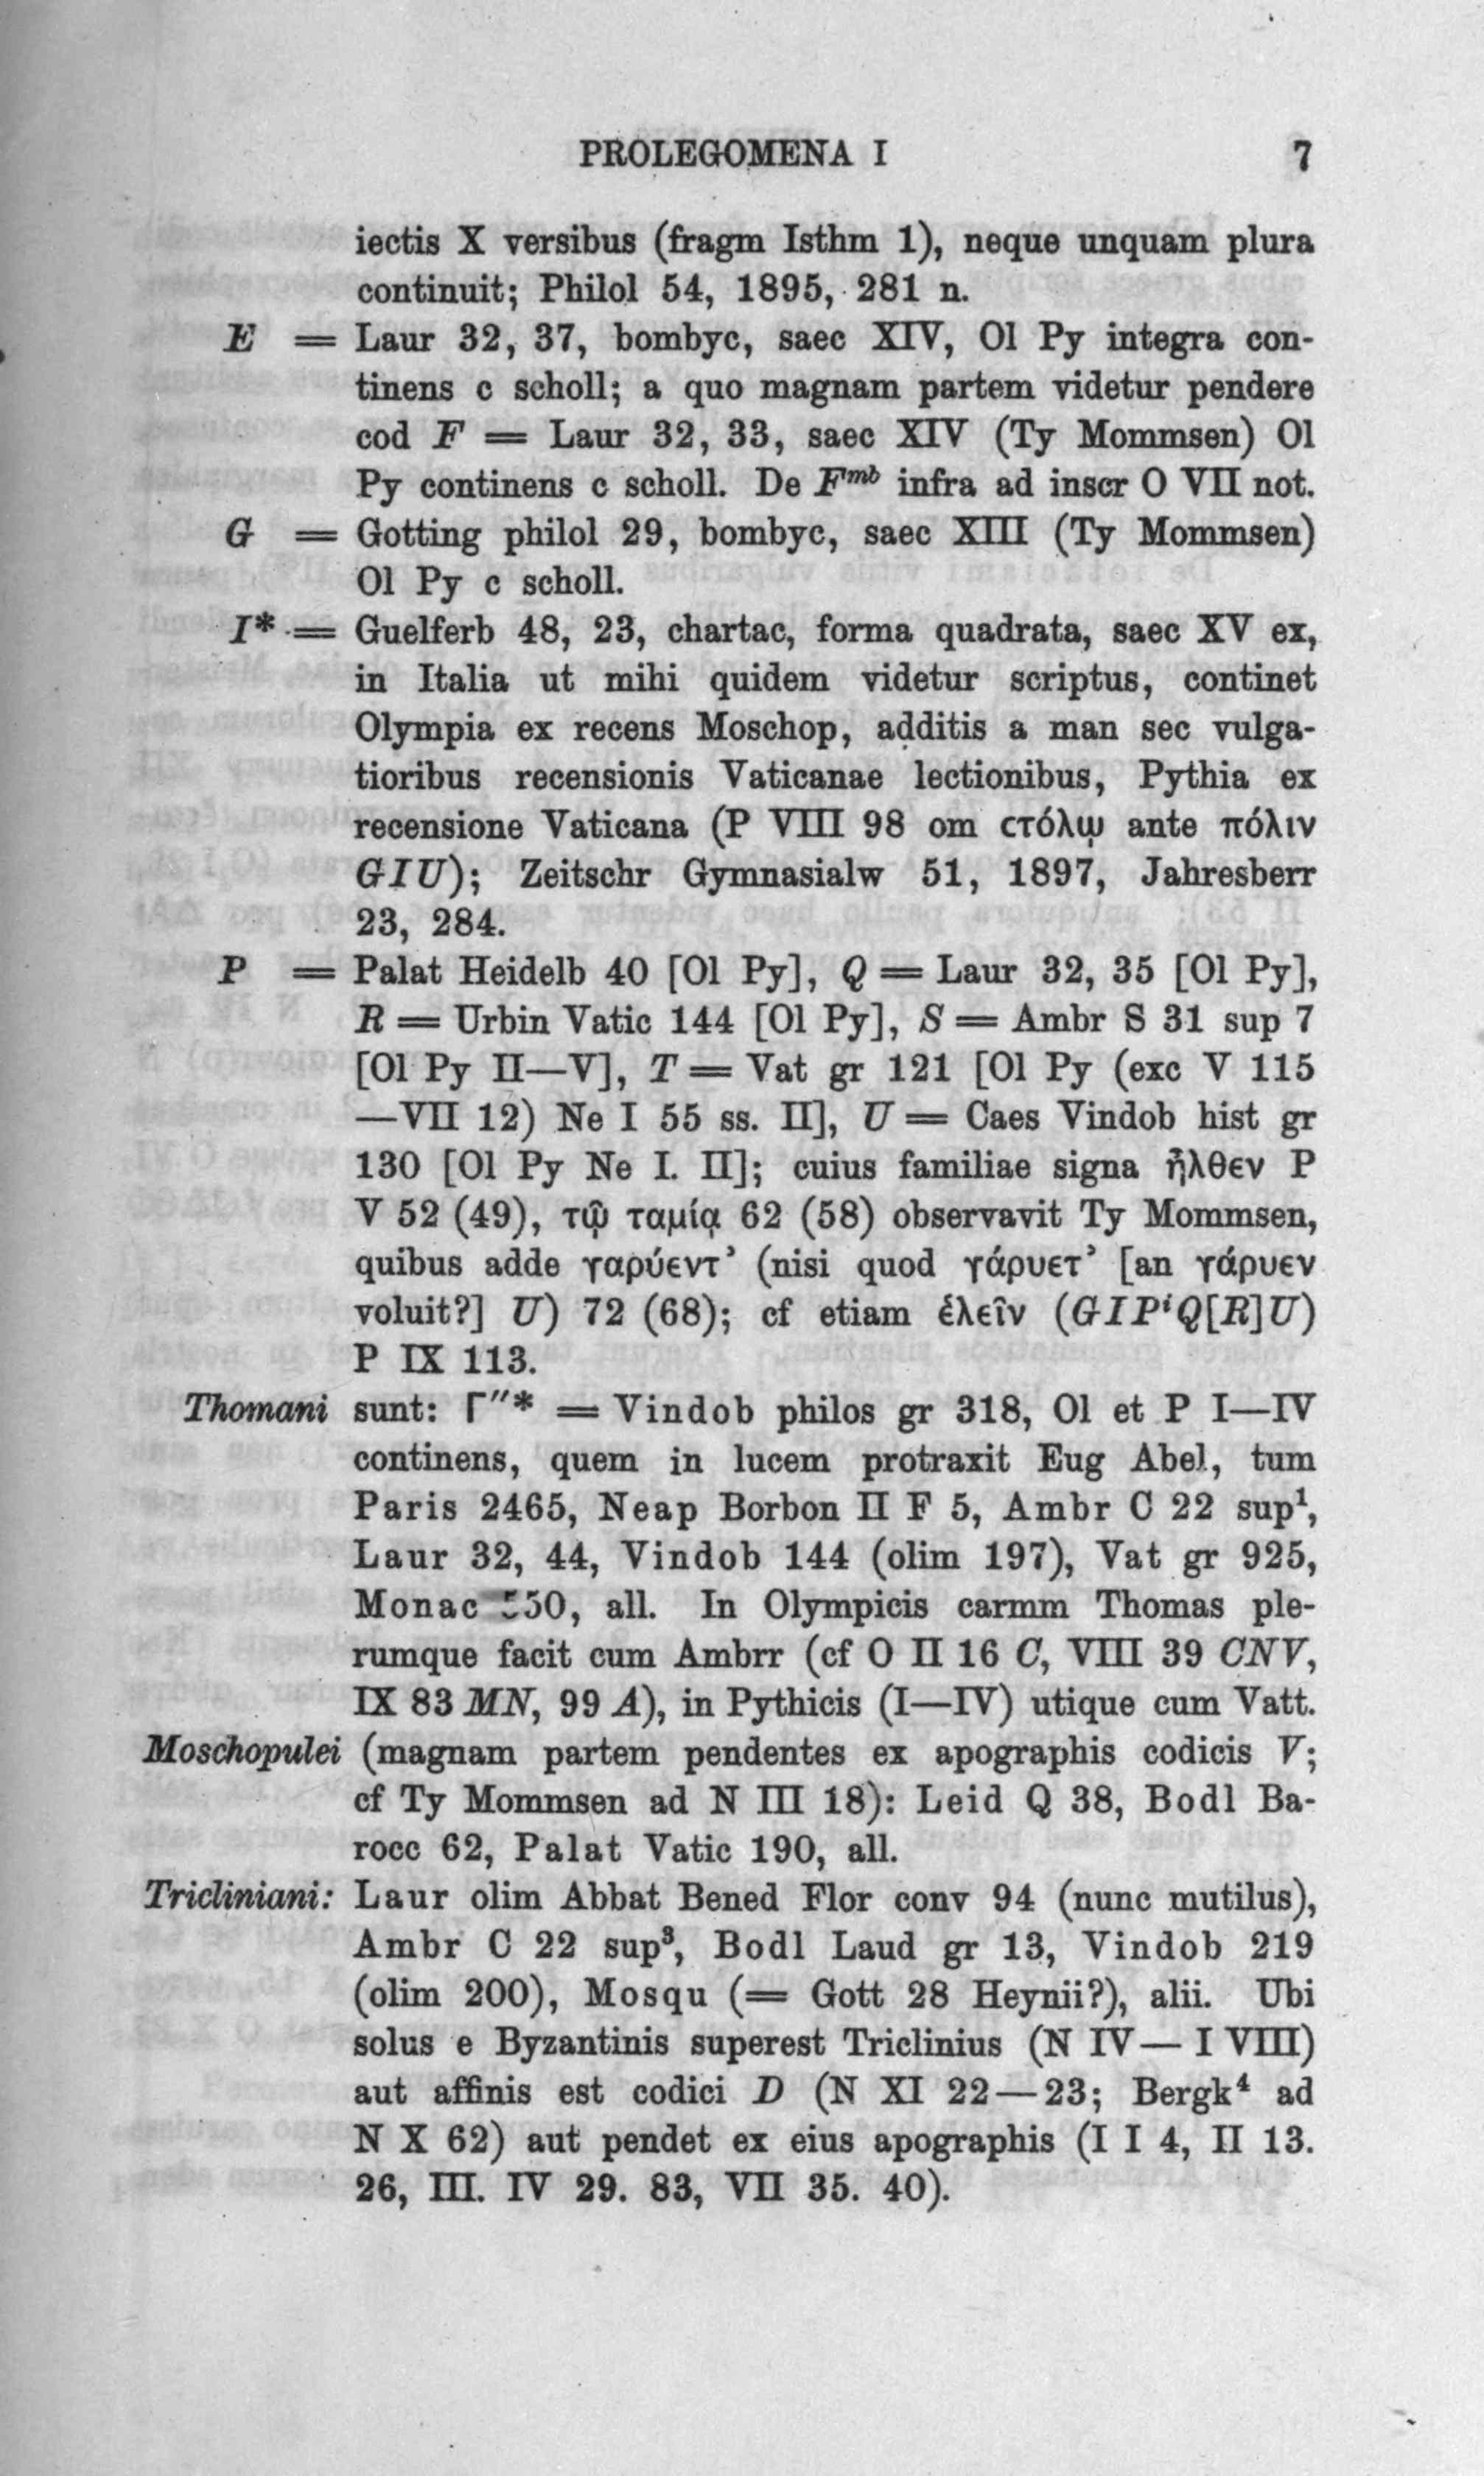 PROLEGOMENA I 7
iectis X versibus (fragm Isthm 1), neque unquam plura
continuit; Philol 54, 1895, 281 n.
E = Laur 32, 37, bombyc, saec XIV, Ol Py integra con-
tinens c scholl; a quo magnam partem videtur pendere
cod F = Laur 32, 33, saec XIV (Ty Mommsen) Ol
Py continens c scholl. De Fᵐᵇ infra ad inscr O VII not.
G = Gotting philol 29, bombyc, saec XIII (Ty Mommsen)
Ol Py c scholl.
I* = Guelferb 48, 23, chartac, forma quadrata, saec XV ex,
in Italia ut mihi quidem videtur scriptus, continet
Olympia ex recens Moschop, additis a man sec vulga-
tioribus recensionis Vaticanae lectionibus, Pythia ex
recensione Vaticana (P VIII 98 om ϲτόλῳ ante πόλιν
GIU); Zeitschr Gymnasialw 51, 1897, Jahresberr
23, 284.
P = Palat Heidelb 40 [Ol Py], Q = Laur 32, 35 [Ol Py],
R = Urbin Vatic 144 [Ol Py], S = Ambr S 31 sup 7
[Ol Py II—V], T = Vat gr 121 [Ol Py (exc V 115
—VII 12) Ne I 55 ss. II], U = Caes Vindob hist gr
130 [Ol Py Ne I. II]; cuius familiae signa ᾖλθεν P
V 52 (49), τῷ ταμίᾳ 62 (58) observavit Ty Mommsen,
quibus adde γαρύεντ’ (nisi quod γάρυετ’ [an γάρυεν
voluit?] U) 72 (68); cf etiam ἑλεῖν (GIPⁱQ[R]U)
P IX 113.
Thomani sunt: Γ″* = Vindob philos gr 318, Ol et P I—IV
continens, quem in lucem protraxit Eug Abel, tum
Paris 2465, Neap Borbon II F 5, Ambr C 22 sup¹,
Laur 32, 44, Vindob 144 (olim 197), Vat gr 925,
Monac 550, all. In Olympicis carmm Thomas ple-
rumque facit cum Ambrr (cf O II 16 C, VIII 39 CNV,
IX 83 MN, 99 A), in Pythicis (I—IV) utique cum Vatt.
Moschopulei (magnam partem pendentes ex apographis codicis V;
cf Ty Mommsen ad N III 18): Leid Q 38, Bodl Ba-
rocc 62, Palat Vatic 190, all.
Tricliniani: Laur olim Abbat Bened Flor conv 94 (nunc mutilus),
Ambr C 22 sup³, Bodl Laud gr 13, Vindob 219
(olim 200), Mosqu (= Gott 28 Heynii?), alii. Ubi
solus e Byzantinis superest Triclinius (N IV— I VIII)
aut affinis est codici D (N XI 22—23; Bergk⁴ ad
N X 62) aut pendet ex eius apographis (I I 4, II 13.
26, III. IV 29. 83, VII 35. 40).